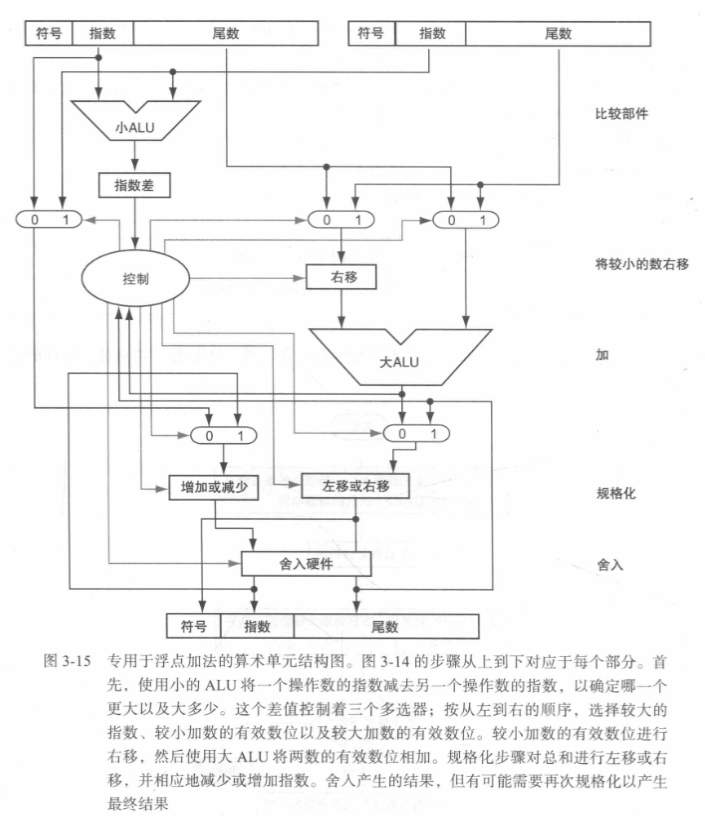 符号 指数 尾数 符号 指数 尾数
小ALU
比较部件
指数差
0 1 0 1 0 1
控制 右移 将较小的数右移
大ALU 加
0 1 0 1
增加或减少 左移或右移 规格化
舍入硬件 舍入
符号 指数 尾数
图 3-15 专用于浮点加法的算术单元结构图。图 3-14 的步骤从上到下对应于每个部分。首
先，使用小的 ALU 将一个操作数的指数减去另一个操作数的指数，以确定哪一个
更大以及大多少。这个差值控制着三个多选器；按从左到右的顺序，选择较大的
指数、较小加数的有效数位以及较大加数的有效数位。较小加数的有效数位进行
右移，然后使用大 ALU 将两数的有效数位相加。规格化步骤对总和进行左移或右
移，并相应地减少或增加指数。舍入产生的结果，但有可能需要再次规格化以产生
最终结果